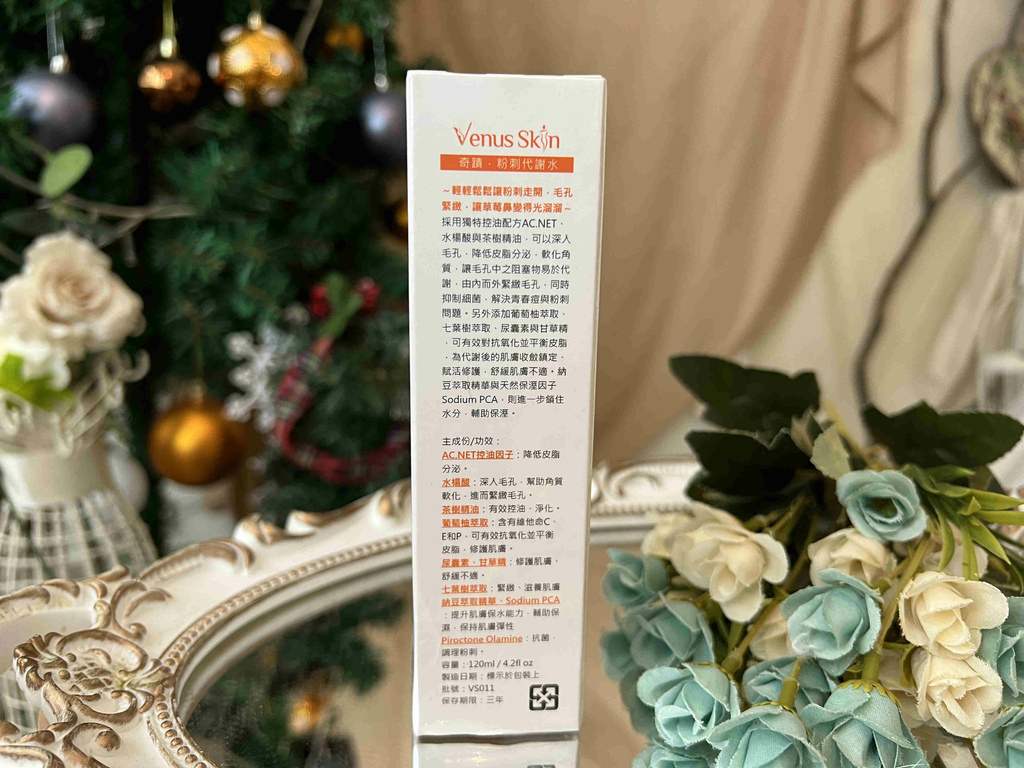 Venus Skin
奇蹟．粉刺代謝水
~輕輕鬆鬆讓粉刺走開，毛孔
緊緻，讓草莓鼻變得光溜溜~
採用獨特控油配方AC.NET、
水楊酸與茶樹精油，可以深入
毛孔，降低皮脂分泌，軟化角
質，讓毛孔中之阻塞物易於代
謝，由內而外緊緻毛孔，同時
抑制細菌，解決青春痘與粉刺
問題。另外添加葡萄柚萃取、
七葉樹萃取、尿囊素與甘草精
，可有效對抗氧化並平衡皮脂
，為代謝後的肌膚收斂鎮定、
賦活修護，舒緩肌膚不適。納
豆萃取精華與天然保濕因子
Sodium PCA，則進一步鎖住
水分，輔助保濕。
主成份/功效：
AC.NET控油因子：降低皮脂
分泌。
水楊酸：深入毛孔，幫助角質
軟化，進而緊緻毛孔。
茶樹精油：有效控油、淨化。
葡萄柚萃取：含有維他命C、
E和P，可有效抗氧化並平衡
皮脂，修護肌膚。
尿囊素、甘草精：修護肌膚，
舒緩不適。
七葉樹萃取：緊緻、滋養肌膚
納豆萃取精華、Sodium PCA
：提升肌膚保水能力，輔助保
濕，保持肌膚彈性
Piroctone Olamine：抗菌，
調理粉刺。
容量：120ml / 4.2fl oz
製造日期：標示於包裝上
批號：VS011
保存期限：三年